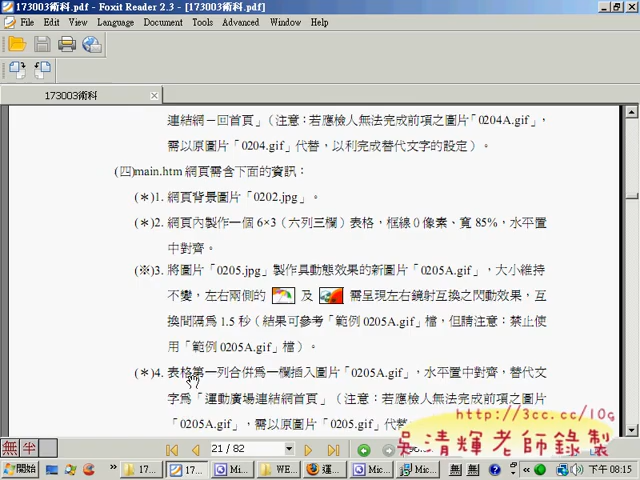 173003術科.pdf - Foxit Reader 2.3 - [173003術科.pdf]
File Edit View Language Document Tools Advanced Window Help
173003術科
連結網－回首頁」（注意：若應檢人無法完成前項之圖片「0204A.gif」，
需以原圖片「0204.gif」代替，以利完成替代文字的設定）。
(四)main.htm 網頁需含下面的資訊：
(＊)1. 網頁背景圖片「0202.jpg」。
(＊)2. 網頁內製作一個 6×3（六列三欄）表格，框線 0 像素、寬 85%，水平置
中對齊。
(※)3. 將圖片「0205.jpg」製作具動態效果的新圖片「0205A.gif」，大小維持
不變，左右兩側的 及 需呈現左右鏡射互換之閃動效果，互
換間隔為 1.5 秒（結果可參考「範例 0205A.gif」檔，但請注意：禁止使
用「範例 0205A.gif」檔）。
(＊)4. 表格第一列合併為一欄插入圖片「0205A.gif」，水平置中對齊，替代文
字為「運動廣場連結網首頁」（注意：若應檢人無法完成前項之圖片
「0205A.gif」，需以原圖片「0205.gif」代替
http://3cc.cc/10g
吳清輝老師錄製
21 / 82
開始 17... 17... Mi... WE... 運... Mic... Mic... 無 無 下午 08:15
無 半